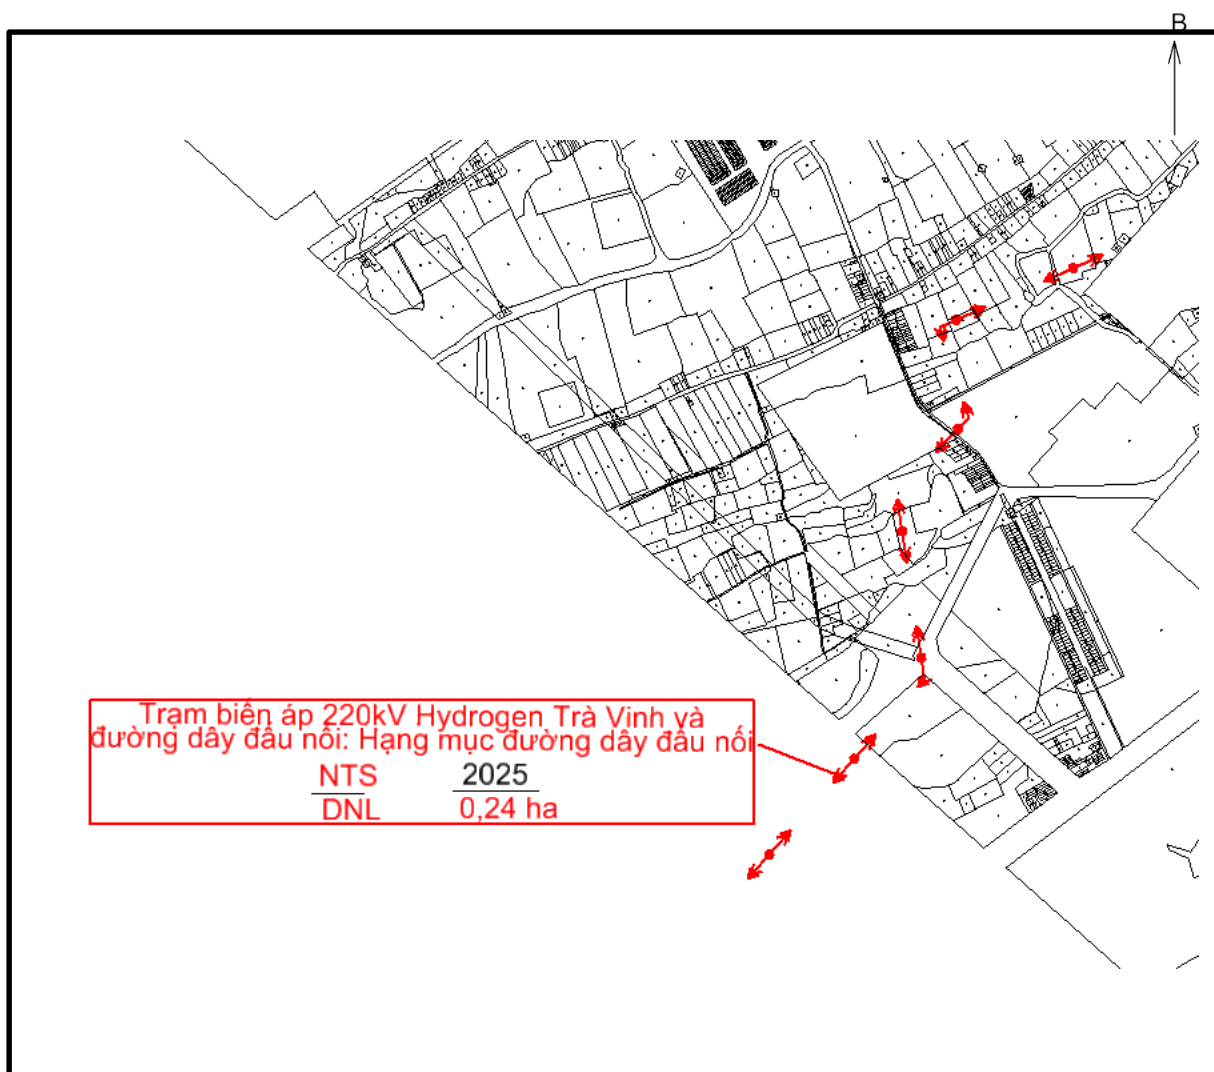 B
Trạm biến áp 220kV Hydrogen Trà Vinh và
đường dây đấu nối: Hạng mục đường dây đấu nối
NTS 2025
DNL 0,24 ha